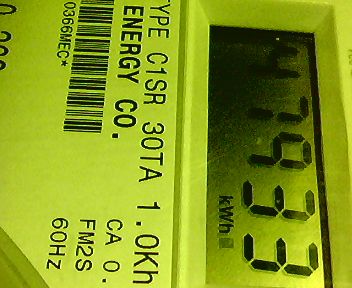 TYPE C1SR 30TA 1.0Kh
ENERGY CO.
CA 0.
FM2S
60Hz
0366MEC*
47933
kWh